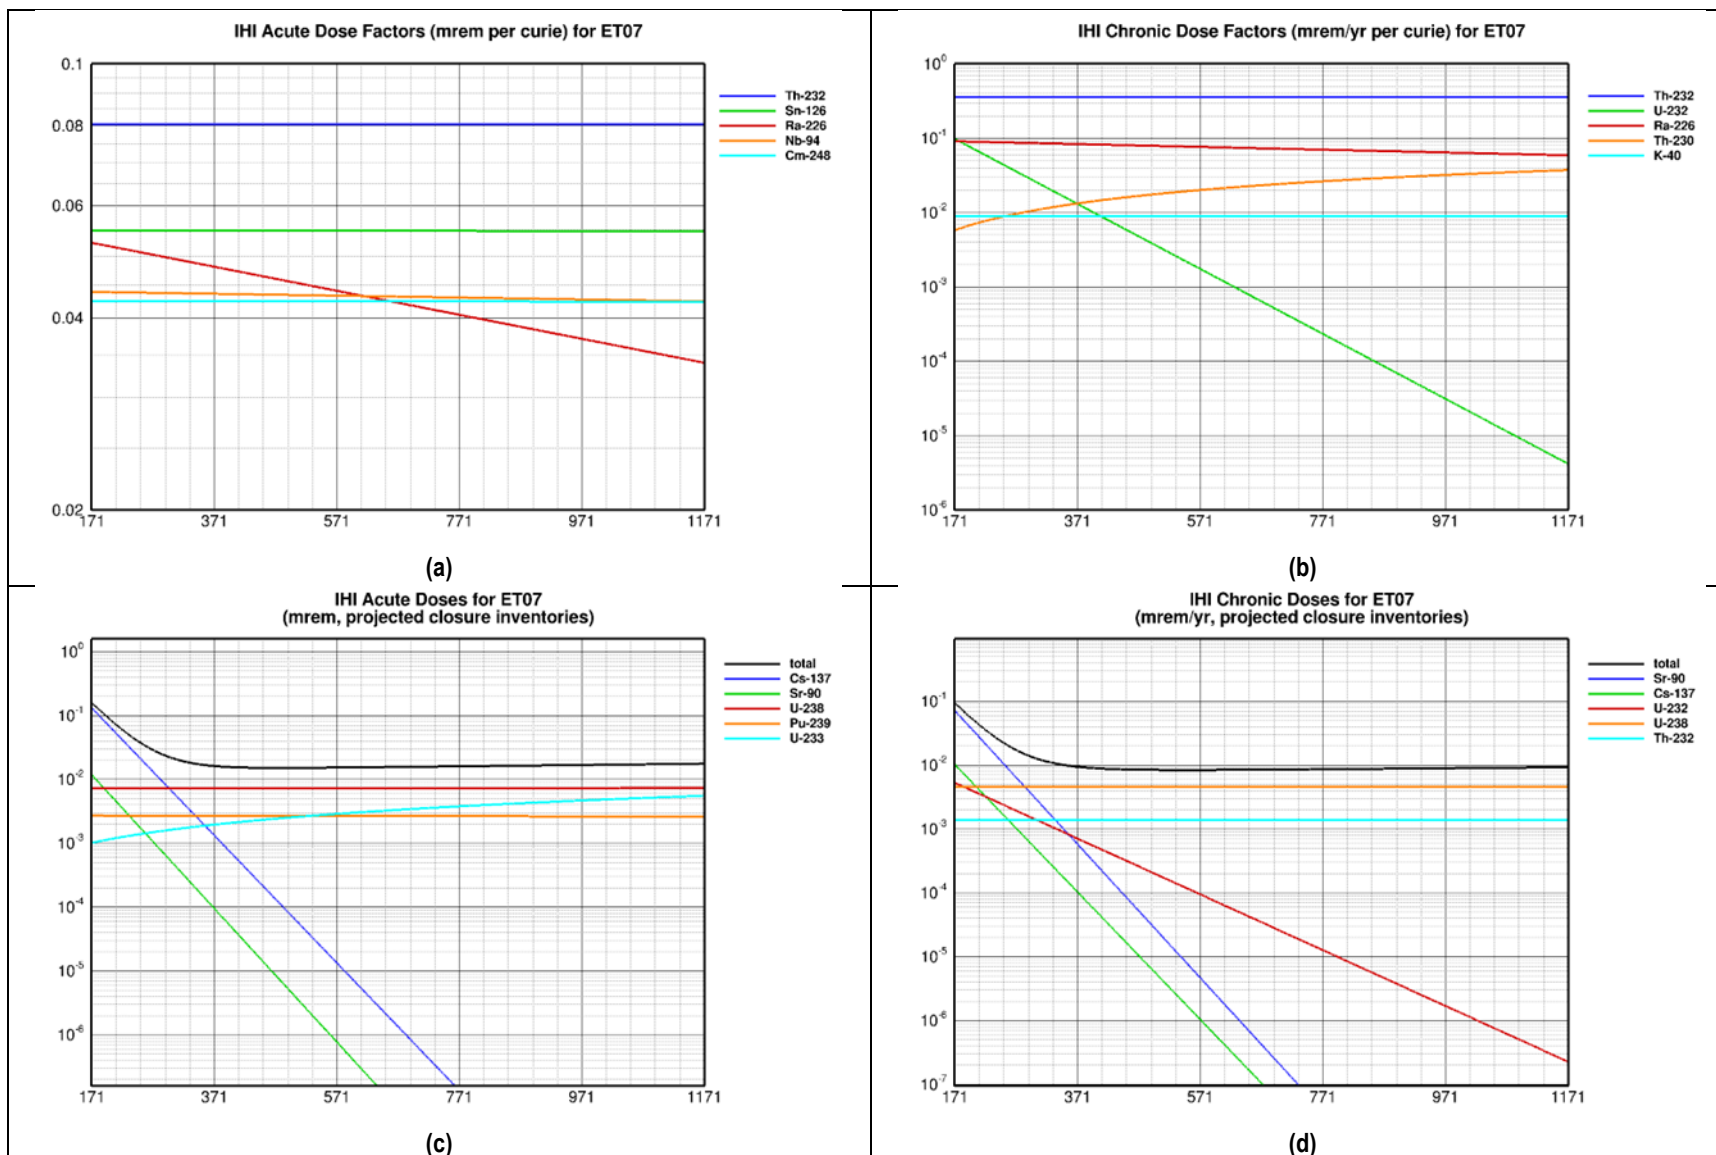 IHI Acute Dose Factors (mrem per curie) for ET07
0.1
0.08
0.06
0.04
0.02
171 371 571 771 971 1171
Th-232
Sn-126
Ra-226
Nb-94
Cm-248
(a)
IHI Chronic Dose Factors (mrem/yr per curie) for ET07
10^0
10^-1
10^-2
10^-3
10^-4
10^-5
10^-6
171 371 571 771 971 1171
Th-232
U-232
Ra-226
Th-230
K-40
(b)
IHI Acute Doses for ET07
(mrem, projected closure inventories)
10^0
10^-1
10^-2
10^-3
10^-4
10^-5
10^-6
171 371 571 771 971 1171
total
Cs-137
Sr-90
U-238
Pu-239
U-233
(c)
IHI Chronic Doses for ET07
(mrem/yr, projected closure inventories)
10^-1
10^-2
10^-3
10^-4
10^-5
10^-6
10^-7
171 371 571 771 971 1171
total
Sr-90
Cs-137
U-232
U-238
Th-232
(d)